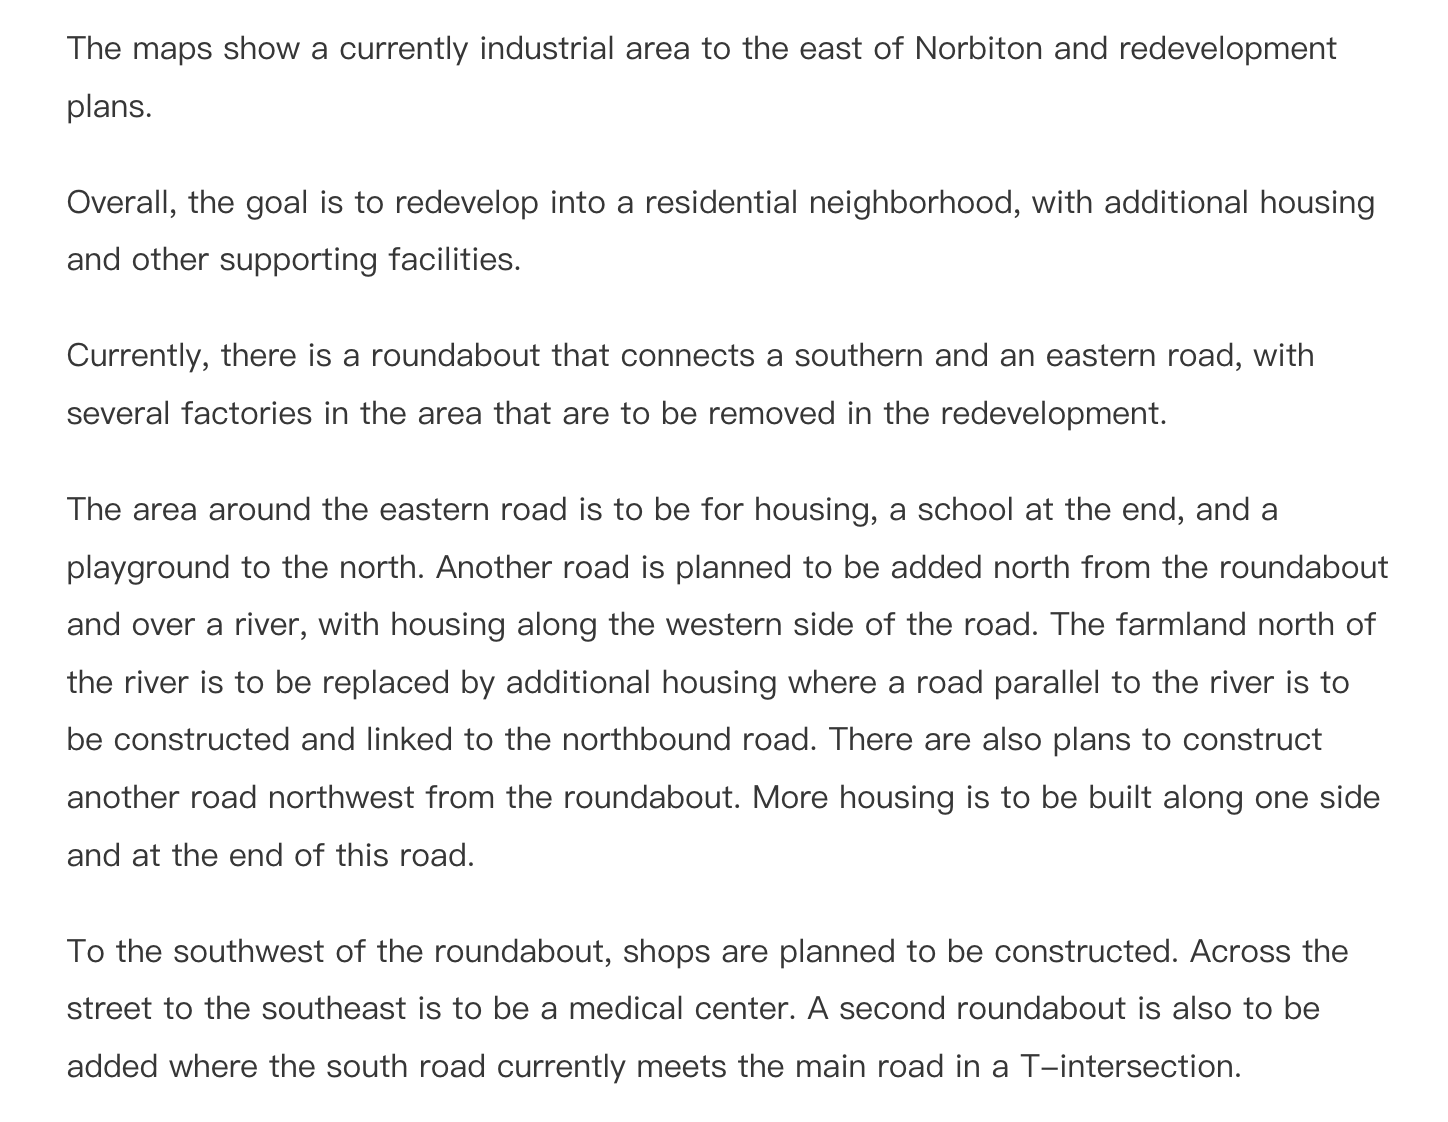 The maps show a currently industrial area to the east of Norbiton and redevelopment
plans.
Overall, the goal is to redevelop into a residential neighborhood, with additional housing
and other supporting facilities.
Currently, there is a roundabout that connects a southern and an eastern road, with
several factories in the area that are to be removed in the redevelopment.
The area around the eastern road is to be for housing, a school at the end, and a
playground to the north. Another road is planned to be added north from the roundabout
and over a river, with housing along the western side of the road. The farmland north of
the river is to be replaced by additional housing where a road parallel to the river is to
be constructed and linked to the northbound road. There are also plans to construct
another road northwest from the roundabout. More housing is to be built along one side
and at the end of this road.
To the southwest of the roundabout, shops are planned to be constructed. Across the
street to the southeast is to be a medical center. A second roundabout is also to be
added where the south road currently meets the main road in a T–intersection.